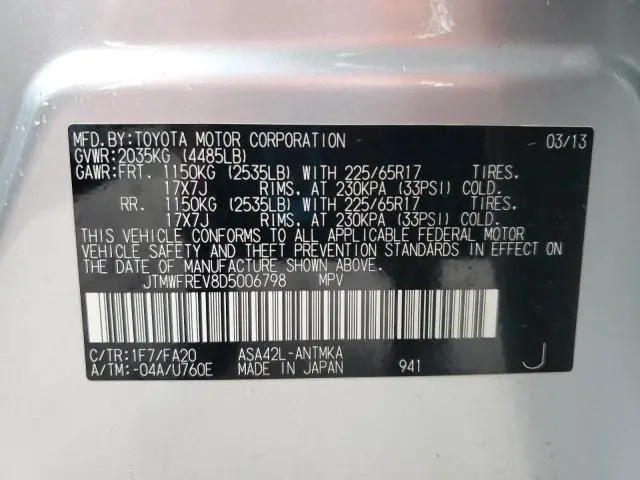 MFD.BY:TOYOTA MOTOR CORPORATION 03/13
GVWR:2035KG (4485LB)
GAWR:FRT. 1150KG (2535LB) WITH 225/65R17 TIRES.
17X7J RIMS. AT 230KPA (33PSI) COLD.
RR. 1150KG (2535LB) WITH 225/65R17 TIRES.
17X7J RIMS. AT 230KPA (33PSI) COLD.
THIS VEHICLE CONFORMS TO ALL APPLICABLE FEDERAL MOTOR
VEHICLE SAFETY AND THEFT PREVENTION STANDARDS IN EFFECT ON
THE DATE OF MANUFACTURE SHOWN ABOVE.
JTMWFREV8D5006798 MPV
C/TR:1F7/FA20 ASA42L-ANTMKA
A/TM:-04A/U760E MADE IN JAPAN 941 J